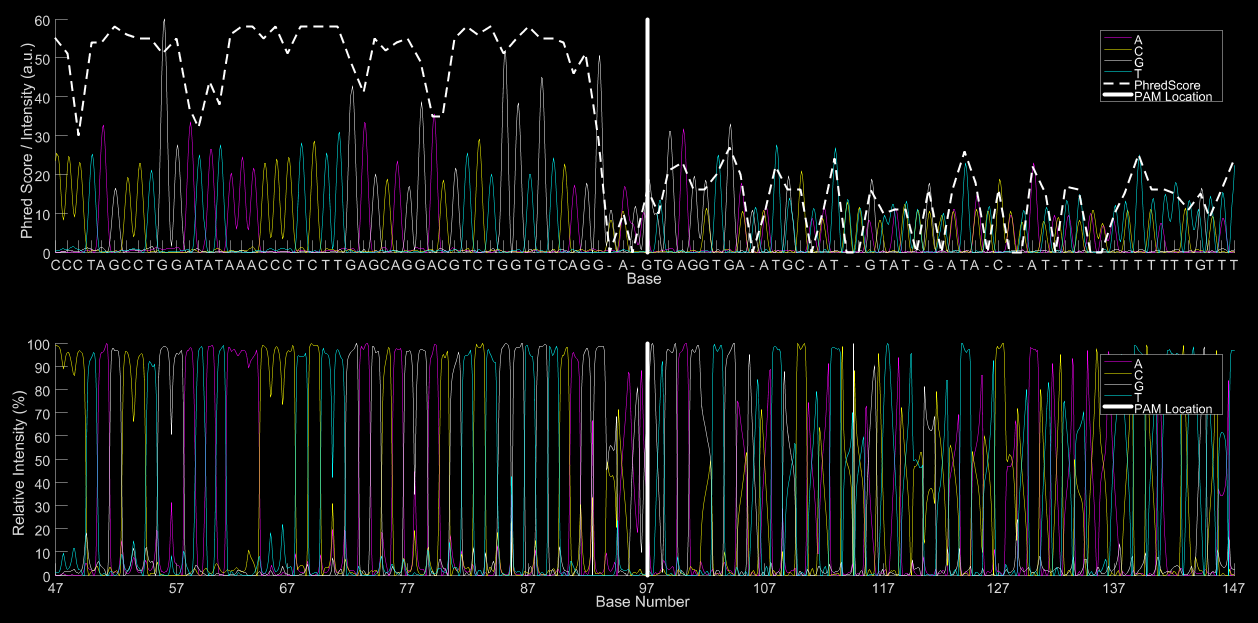 60
50
40
30
20
10
0
Phred Score / Intensity (a.u.)
A
C
G
T
PhredScore
PAM Location
CCCTAGCCTGGATATAAACCCTCTTGAGCAGGACGTCTGGTGTCAGG-A-GTGAGGTGA-ATGC-AT--GTAT-G-ATA-C--AT-TT--TTTTTTTGTTT
Base
100
90
80
70
60
50
40
30
20
10
0
Relative Intensity (%)
A
C
G
T
PAM Location
47 57 67 77 87 97 107 117 127 137 147
Base Number